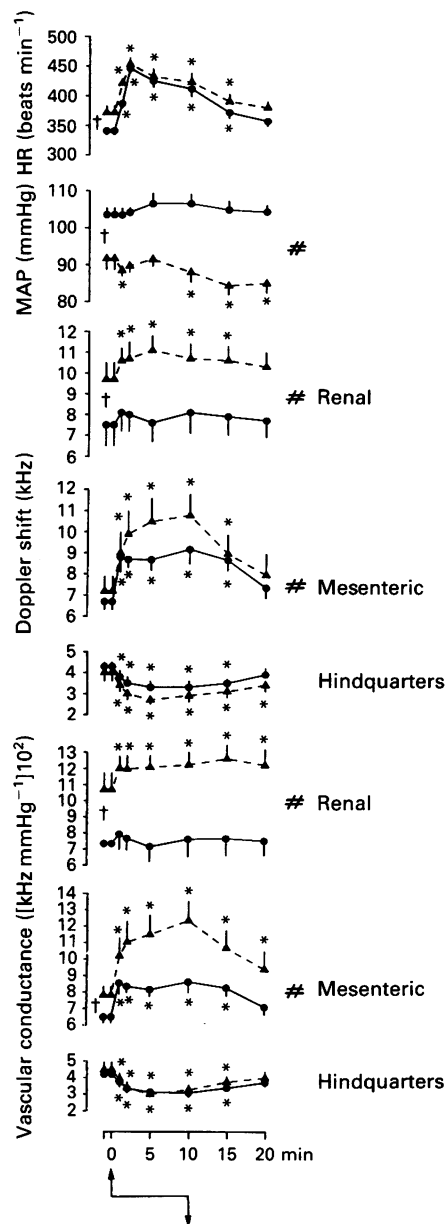 HR (beats min⁻¹)
500
450
400
350
300
†
* * * * *
* * * *
MAP (mmHg)
110
100
90
80
†
#
* * * *
Doppler shift (kHz)
12
11
10
9
8
7
6
†
# Renal
* * * * *
12
11
10
9
8
7
6
# Mesenteric
* * * * *
* * * * *
5
4
3
2
Hindquarters
* * * * *
* * * * * *
Vascular conductance ([kHz mmHg⁻¹]10²)
13
12
11
10
9
8
7
6
†
# Renal
* * * * * *
14
13
12
11
10
9
8
7
6
†
# Mesenteric
* * * * * *
* * * * *
5
4
3
2
Hindquarters
* * * * *
* * * * *
0 5 10 15 20 min